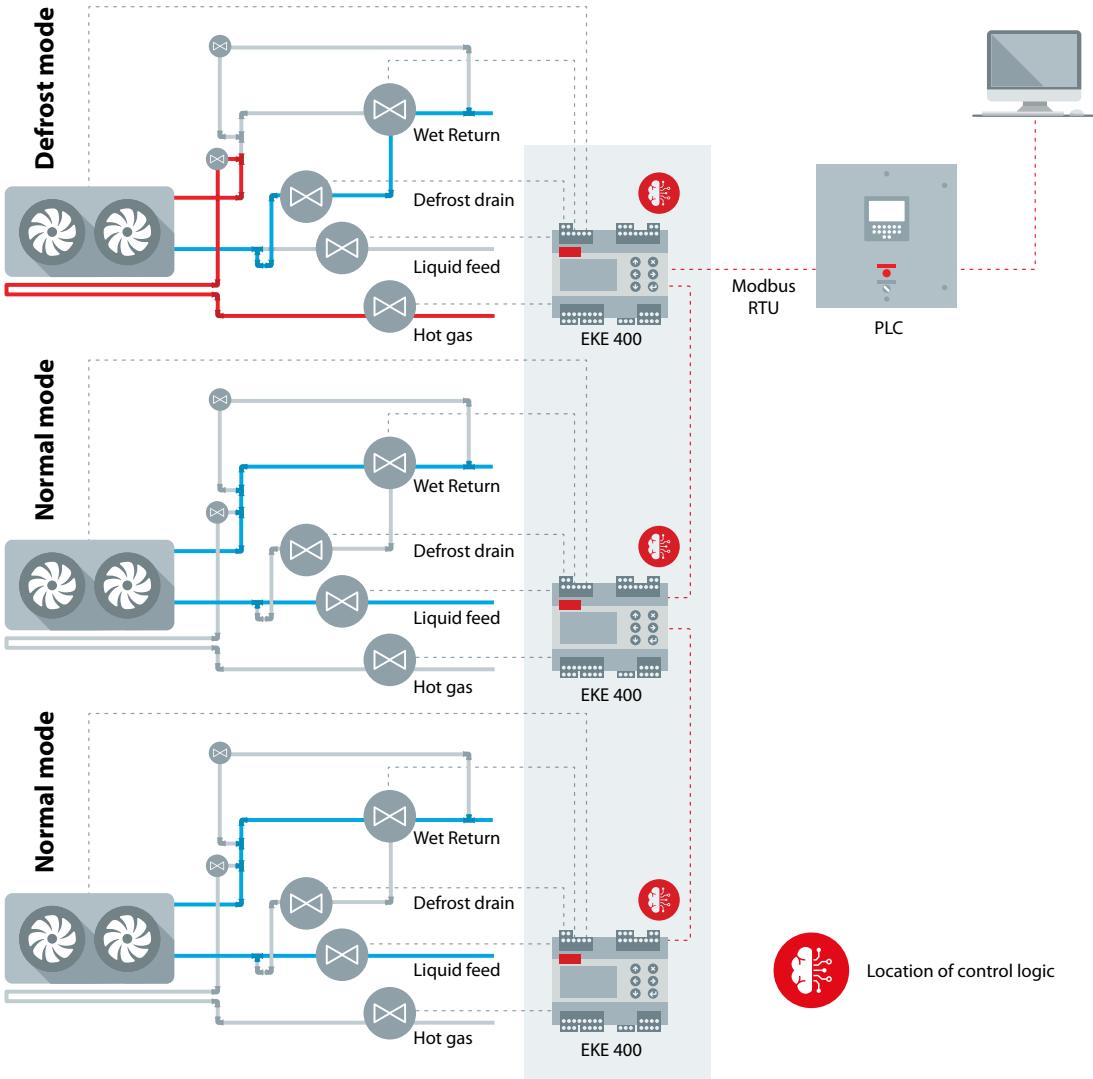 Defrost mode
Wet Return
Defrost drain
Liquid feed
Hot gas
EKE 400
Modbus
RTU
PLC
Normal mode
Wet Return
Defrost drain
Liquid feed
Hot gas
EKE 400
Normal mode
Wet Return
Defrost drain
Liquid feed
Hot gas
EKE 400
Location of control logic